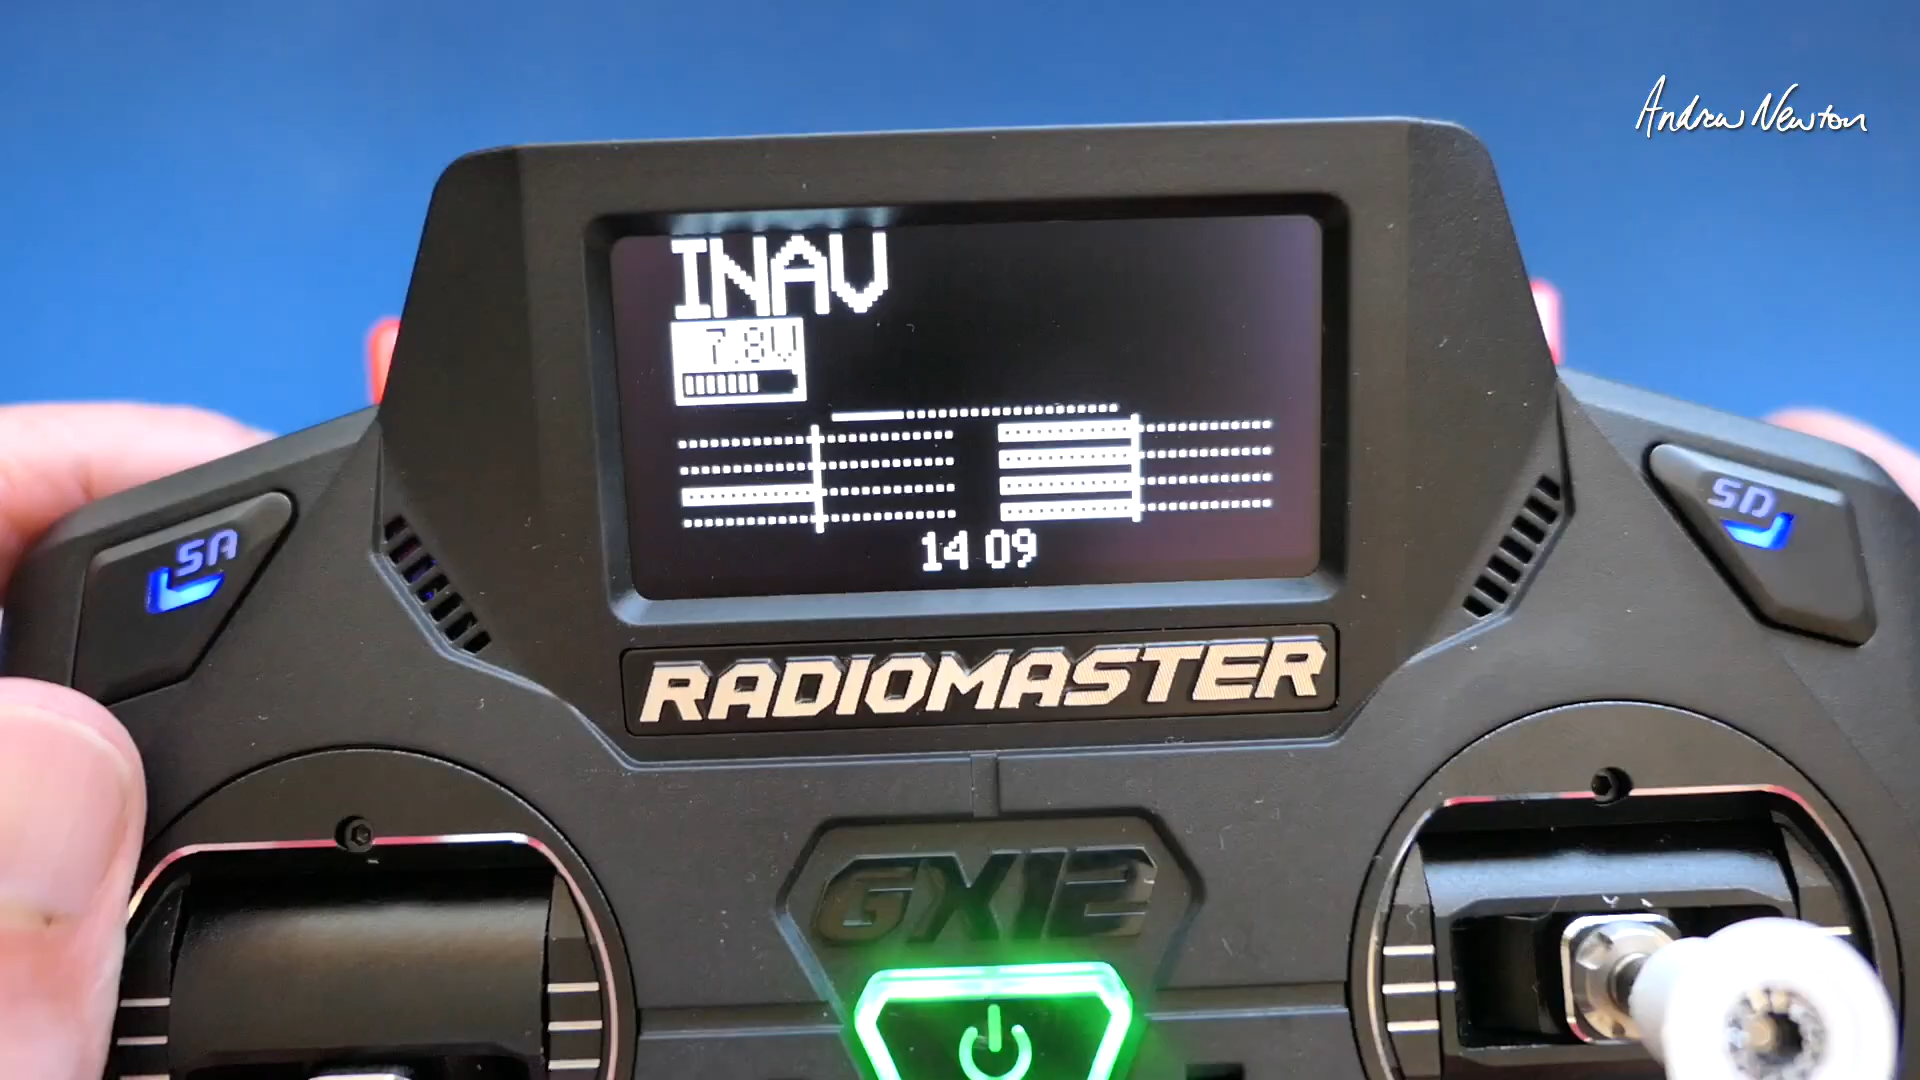 Andrew Newton
INAV
7.8V
14 09
SA
SD
RADIOMASTER
GX12